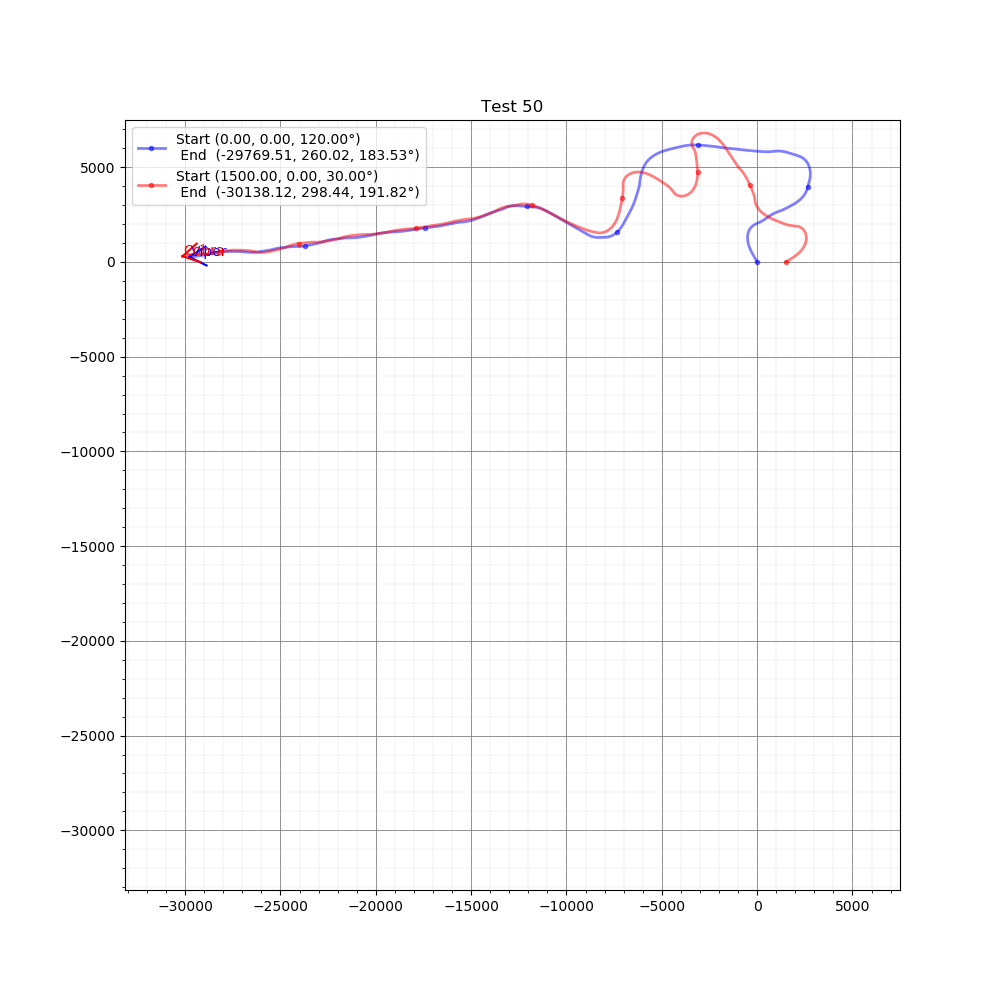 Test 50
Start (0.00, 0.00, 120.00°)
End  (-29769.51, 260.02, 183.53°)
Start (1500.00, 0.00, 30.00°)
End  (-30138.12, 298.44, 191.82°)
5000
0
−5000
−10000
−15000
−20000
−25000
−30000
−30000 −25000 −20000 −15000 −10000 −5000 0 5000